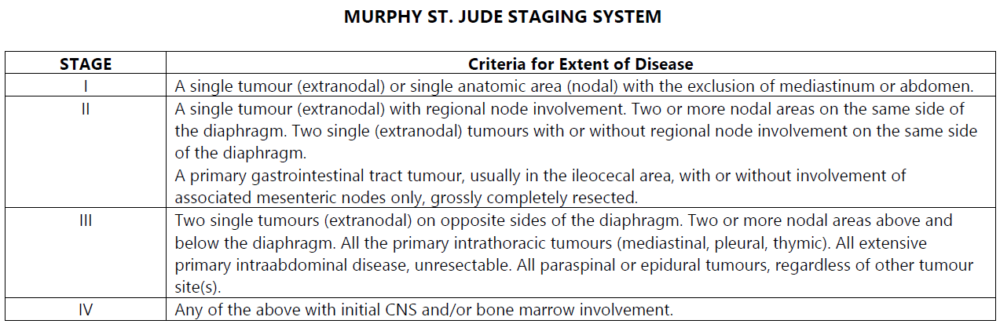 MURPHY ST. JUDE STAGING SYSTEM
STAGE Criteria for Extent of Disease
I A single tumour (extranodal) or single anatomic area (nodal) with the exclusion of mediastinum or abdomen.
II A single tumour (extranodal) with regional node involvement. Two or more nodal areas on the same side of
the diaphragm. Two single (extranodal) tumours with or without regional node involvement on the same side
of the diaphragm.
A primary gastrointestinal tract tumour, usually in the ileocecal area, with or without involvement of
associated mesenteric nodes only, grossly completely resected.
III Two single tumours (extranodal) on opposite sides of the diaphragm. Two or more nodal areas above and
below the diaphragm. All the primary intrathoracic tumours (mediastinal, pleural, thymic). All extensive
primary intraabdominal disease, unresectable. All paraspinal or epidural tumours, regardless of other tumour
site(s).
IV Any of the above with initial CNS and/or bone marrow involvement.